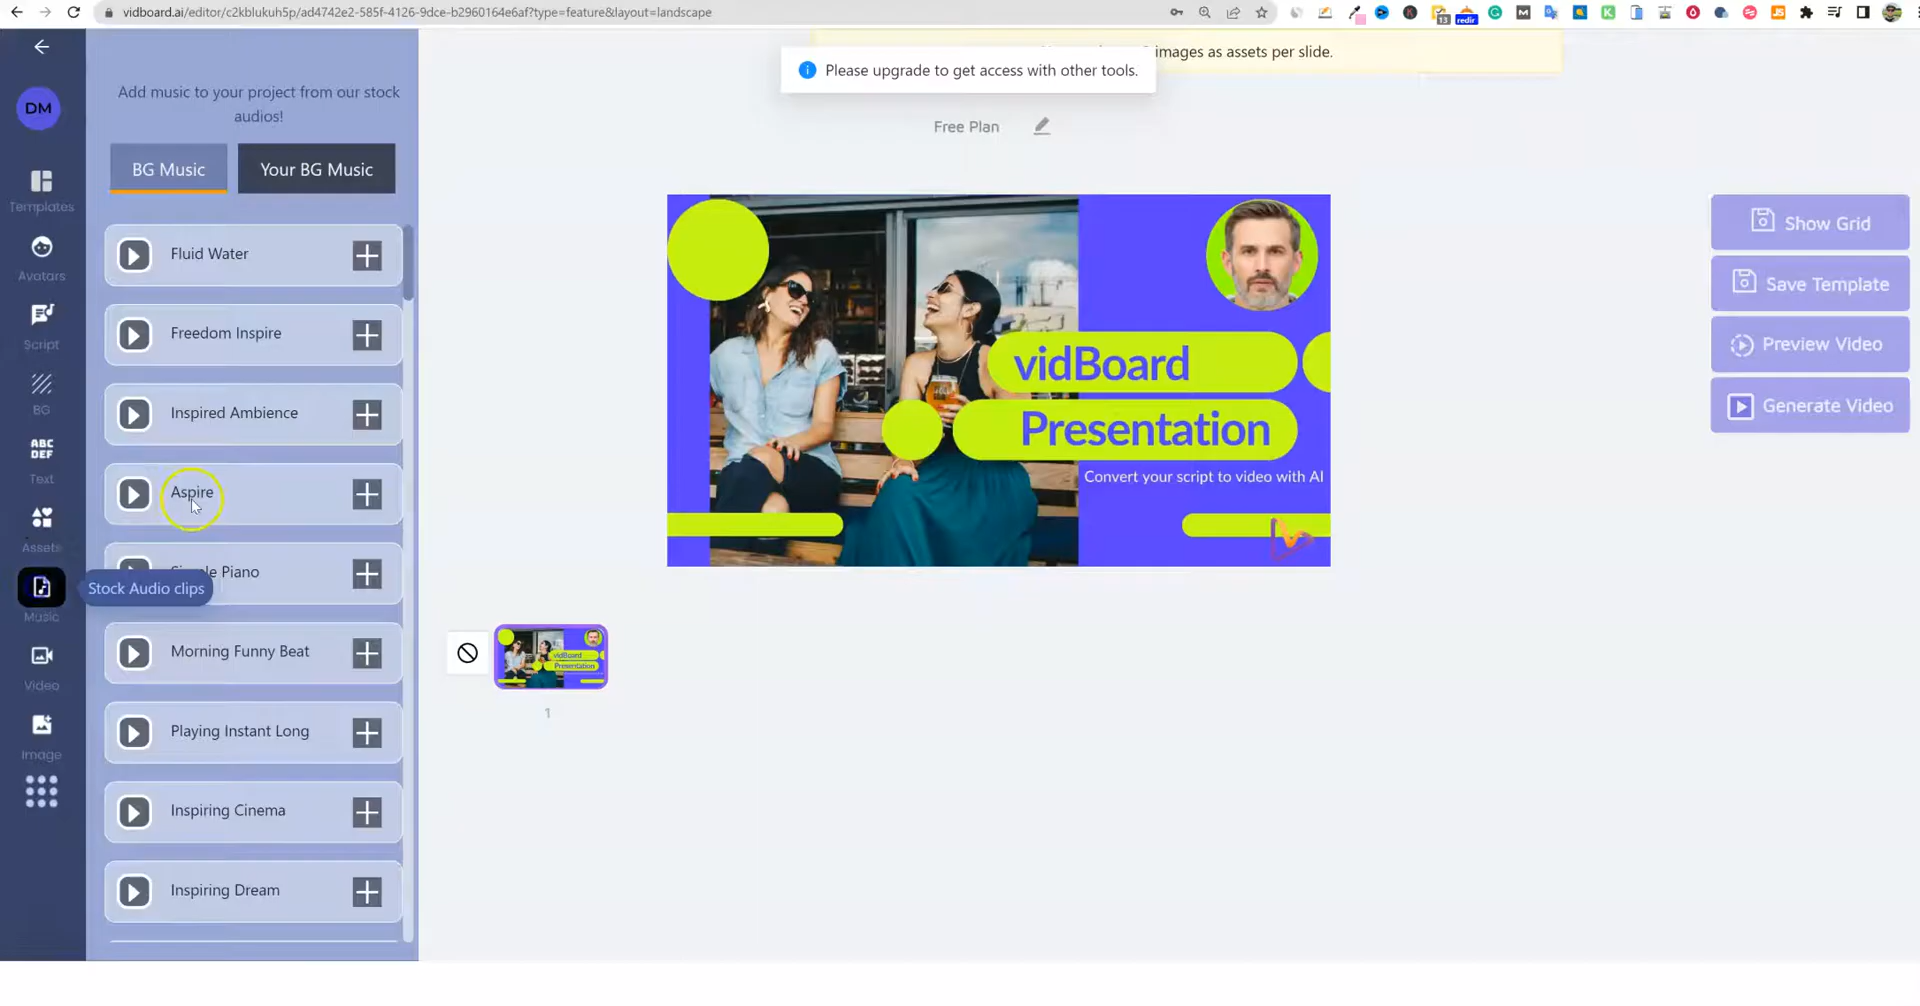 vidboard.ai/editor/c2kblukuh5p/ad4742e2-585f-4126-9dce-b2960164e6af?type=feature&layout=landscape
13
redir
images as assets per slide.
Please upgrade to get access with other tools.
Free Plan
DM
Templates
Avatars
Script
BG
ABC
DEF
Text
Assets
Music
Video
Image
Add music to your project from our stock
audios!
BG Music
Your BG Music
Fluid Water
Freedom Inspire
Inspired Ambience
Aspire
Piano
Stock Audio clips
Morning Funny Beat
Playing Instant Long
Inspiring Cinema
Inspiring Dream
vidBoard
Presentation
Convert your script to video with AI
vidBoard
Presentation
1
Show Grid
Save Template
Preview Video
Generate Video